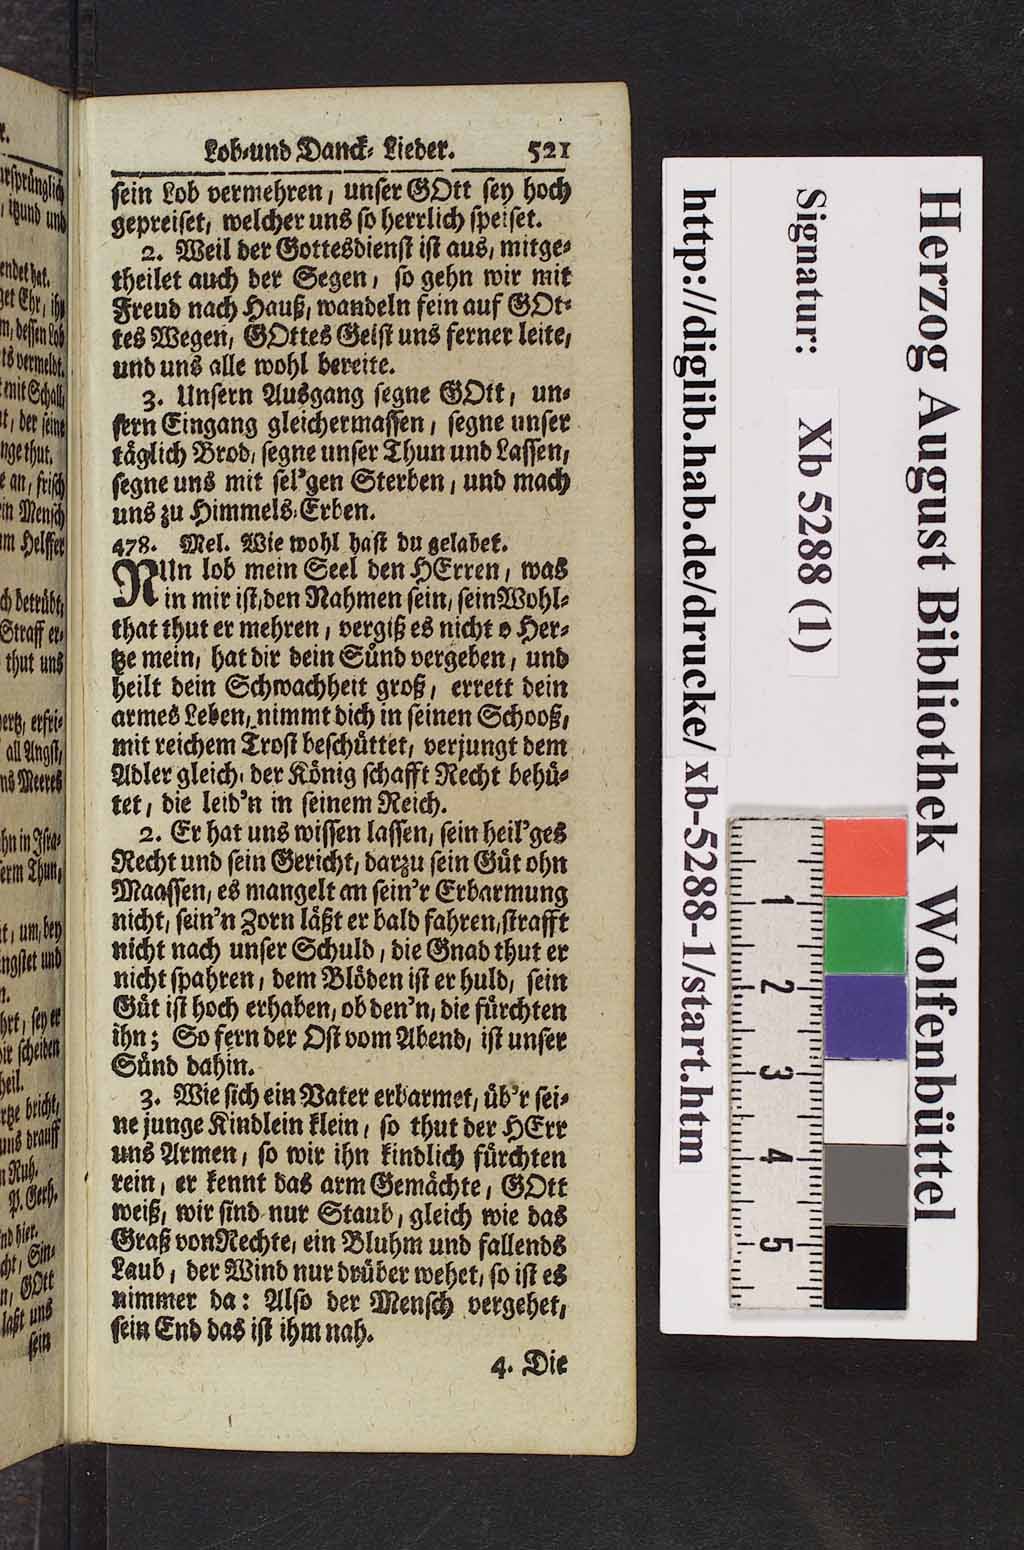 Lob-und Danck-Lieder. 521
sein Lob vermehren, unser GOtt sey hoch
gepreiset, welcher uns so herrlich speiset.
2. Weil der Gottesdienst ist aus, mitge-
theilet auch der Segen, so gehn wir mit
Freud nach Hauß, wandeln fein auf GOt-
tes Wegen, GOttes Geist uns ferner leite,
und uns alle wohl bereite.
3. Unsern Ausgang segne GOtt, un-
sern Eingang gleichermassen, segne unser
täglich Brod, segne unser Thun und Lassen,
segne uns mit sel'gen Sterben, und mach
uns zu Himmels-Erben.
478. Mel. Wie wohl hast du gelabet.
NUn lob mein Seel den HErren, was
in mir ist, den Nahmen sein, sein Wohl-
that thut er mehren, vergiß es nicht o Her-
tze mein, hat dir dein Sünd vergeben, und
heilt dein Schwachheit groß, errett dein
armes Leben, nimmt dich in seinen Schooß,
mit reichem Trost beschüttet, verjungt dem
Adler gleich, der König schafft Recht behü-
tet, die leid'n in seinem Reich.
2. Er hat uns wissen lassen, sein heil'ges
Recht und sein Gericht, darzu sein Güt ohn
Maassen, es mangelt an sein'r Erbarmung
nicht, sein'n Zorn läßt er bald fahren, strafft
nicht nach unser Schuld, die Gnad thut er
nicht spahren, dem Blöden ist er huld, sein
Güt ist hoch erhaben, ob den'n, die fürchten
ihn; So fern der Ost vom Abend, ist unser
Sünd dahin.
3. Wie sich ein Vater erbarmet, üb'r sei-
ne junge Kindlein klein, so thut der HErr
uns Armen, so wir ihn kindlich fürchten
rein, er kennt das arm Gemächte, GOtt
weiß, wir sind nur Staub, gleich wie das
Graß von Rechte, ein Bluhm und fallends
Laub, der Wind nur drüber wehet, so ist es
nimmer da: Also der Mensch vergehet,
sein End das ist ihm nah.
4. Die
Herzog August Bibliothek Wolfenbüttel
Signatur: Xb 5288 (1)
http://diglib.hab.de/drucke/ xb-5288-1/start.htm
1
2
3
4
5